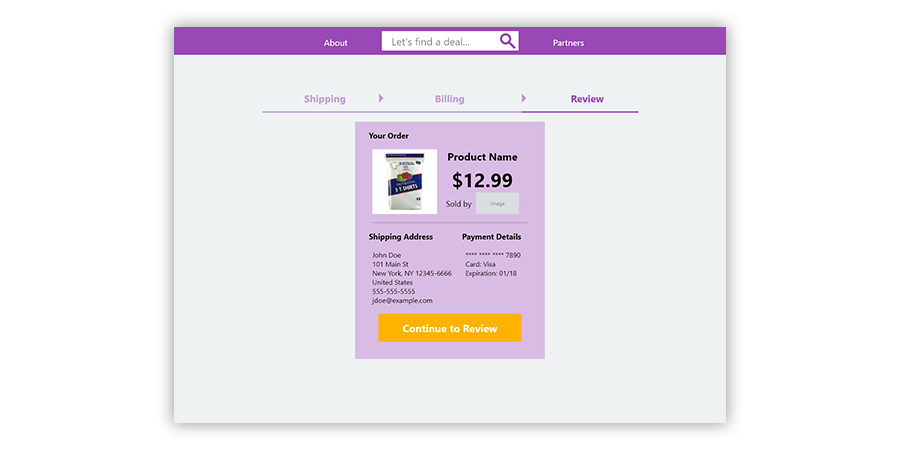 About
Let's find a deal...
Partners
Shipping
Billing
Review
Your Order
3 T SHIRTS
Product Name
$12.99
Sold by
Image
Shipping Address
Payment Details
John Doe
101 Main St
New York, NY 12345-6666
United States
555-555-5555
jdoe@example.com
**** **** **** 7890
Card: Visa
Expiration: 01/18
Continue to Review